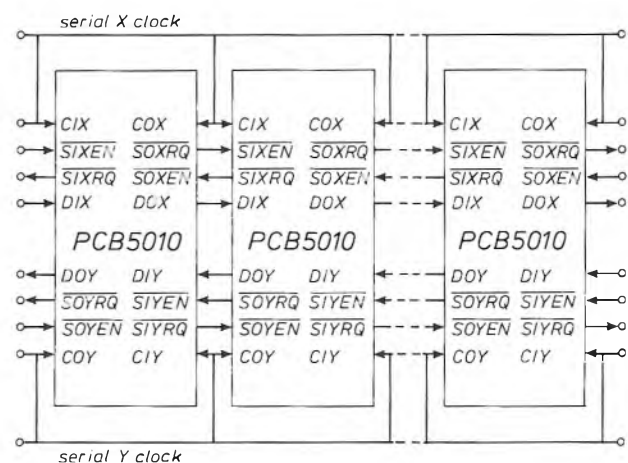 serial X clock
CIX COX CIX COX CIX COX
SIXEN SOXRQ SIXEN SOXRQ SIXEN SOXRQ
SIXRQ SOXEN SIXRQ SOXEN SIXRQ SOXEN
DIX DOX DIX DOX DIX DOX
PCB5010 PCB5010 PCB5010
DOY DIY DOY DIY DOY DIY
SOYRQ SIYEN SOYRQ SIYEN SOYRQ SIYEN
SOYEN SIYRQ SOYEN SIYRQ SOYEN SIYRQ
COY CIY COY CIY COY CIY
serial Y clock